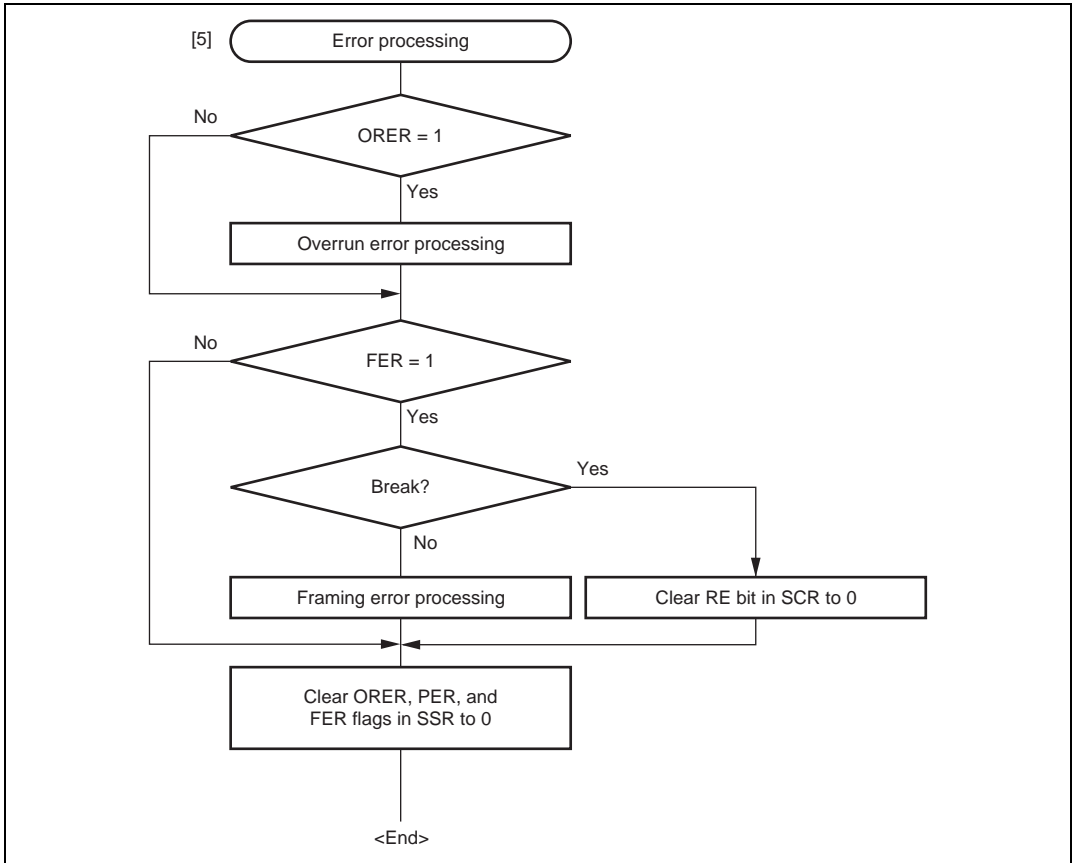 [5]
Error processing
No
ORER = 1
Yes
Overrun error processing
No
FER = 1
Yes
Break?
Yes
No
Framing error processing
Clear RE bit in SCR to 0
Clear ORER, PER, and
FER flags in SSR to 0
<End>